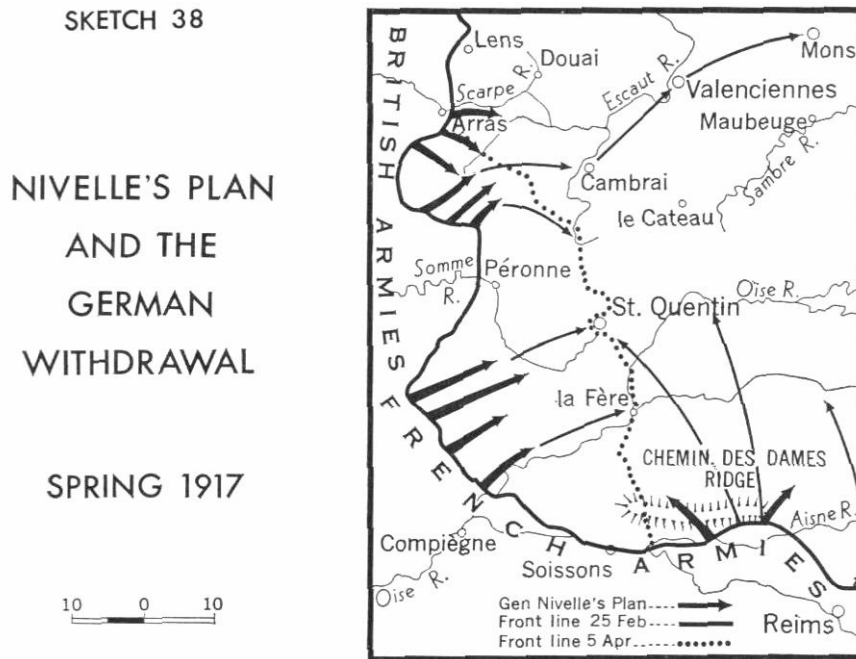 SKETCH 38
NIVELLE'S PLAN
AND THE
GERMAN
WITHDRAWAL
SPRING 1917
10 0 10
BRITISH ARMIES
FRENCH ARMIES
Lens
Douai
Scarpe R.
Arras
Escaut R.
Mons
Valenciennes
Maubeuge
Sambre R.
Cambrai
le Cateau
Somme R.
Péronne
St. Quentin
Oise R.
la Fère
CHEMIN DES DAMES
RIDGE
Aisne R.
Compiègne
Soissons
Oise R.
Reims
Gen Nivelle's Plan
Front line 25 Feb
Front line 5 Apr